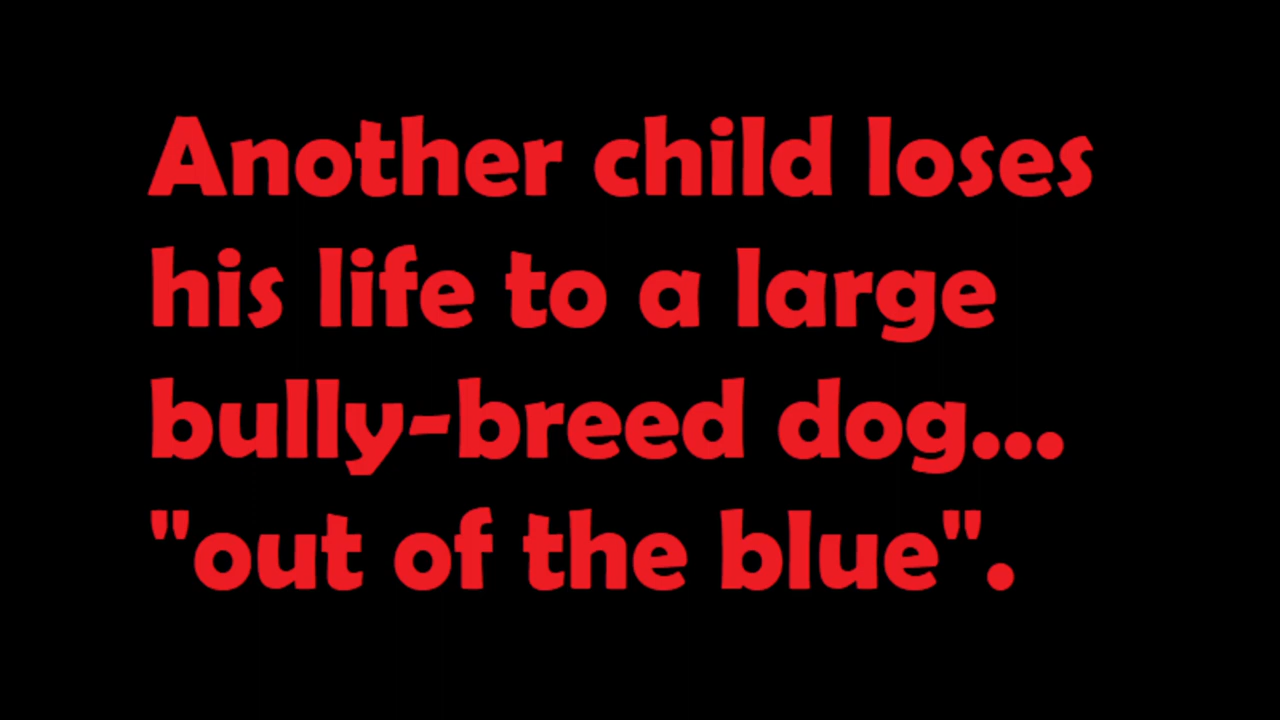 Another child loses
his life to a large
bully-breed dog...
"out of the blue".